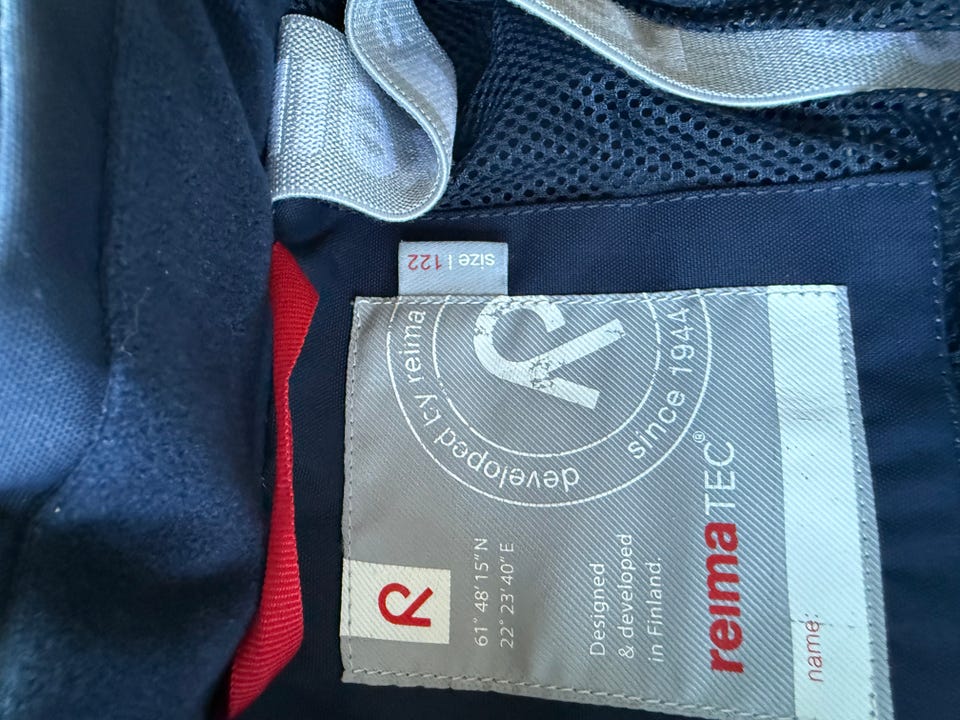 size | 122
developed by reima
since 1944
R
61° 48' 15" N
22° 23' 40" E
Designed
& developed
in Finland.
reimaTEC®
name: